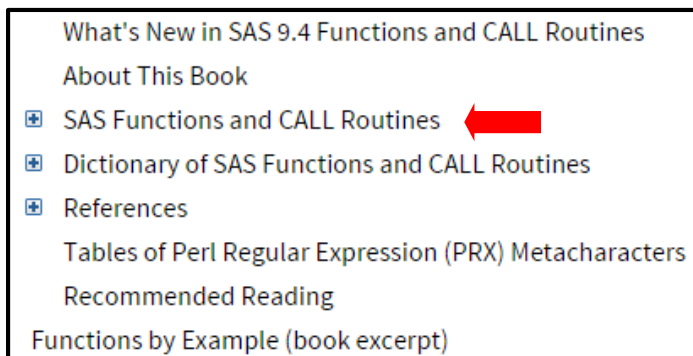 What's New in SAS 9.4 Functions and CALL Routines
About This Book
SAS Functions and CALL Routines
Dictionary of SAS Functions and CALL Routines
References
Tables of Perl Regular Expression (PRX) Metacharacters
Recommended Reading
Functions by Example (book excerpt)